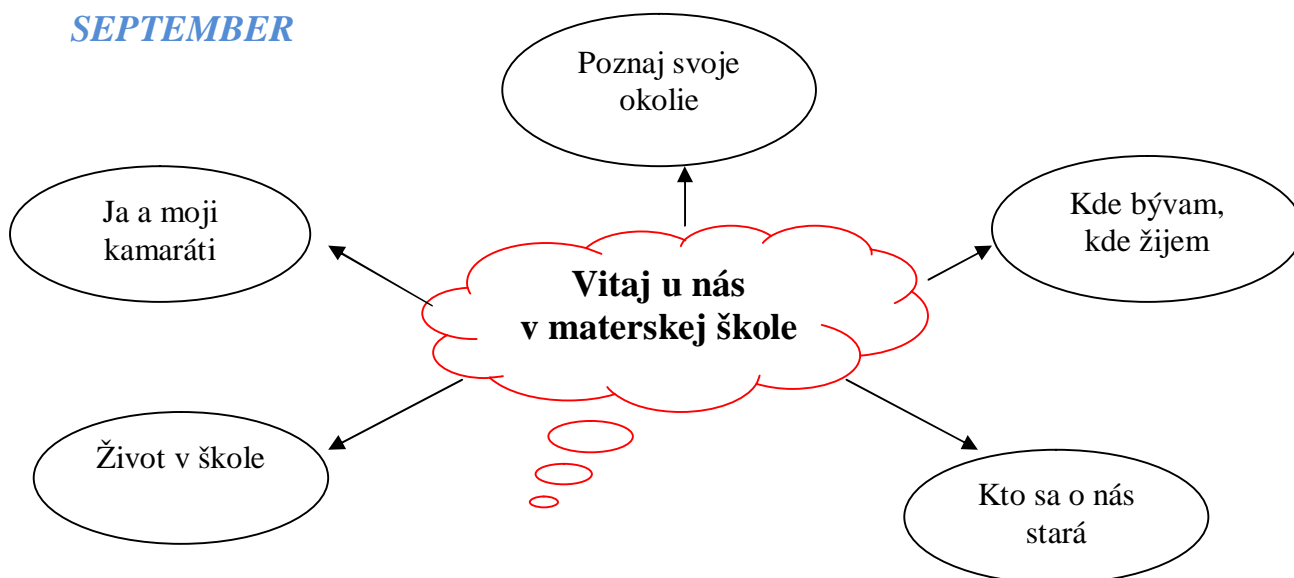 SEPTEMBER
Poznaj svoje
okolie
Ja a moji
kamaráti
Kde bývam,
kde žijem
Vitaj u nás
v materskej škole
Život v škole
Kto sa o nás
stará